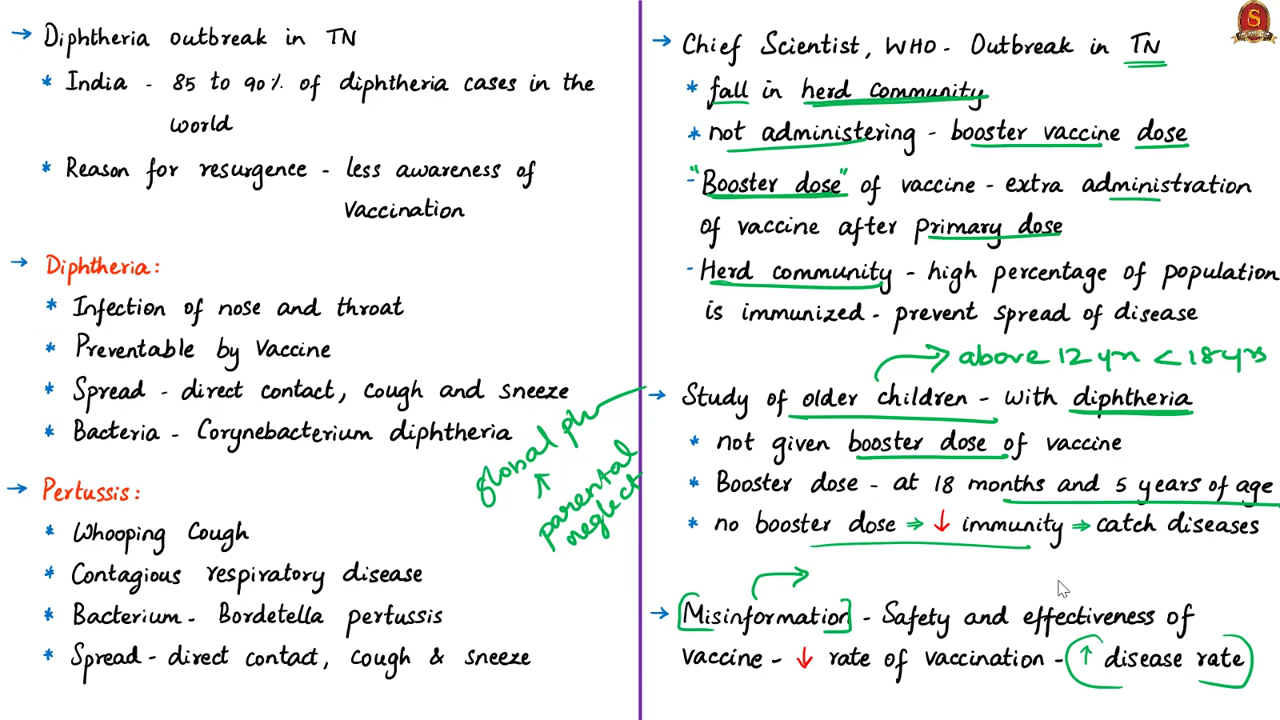 → Diphtheria outbreak in TN
* India - 85 to 90% of diphtheria cases in the
world
* Reason for resurgence - less awareness of
Vaccination
→ Diphtheria:
* Infection of nose and throat
* Preventable by Vaccine
* Spread - direct contact, cough and sneeze
* Bacteria - Corynebacterium diphtheria
→ Pertussis:
* Whooping Cough
* Contagious respiratory disease
* Bacterium - Bordetella pertussis
* Spread - direct contact, cough & sneeze
global
↑
parental
neglect
→ Chief Scientist, WHO - Outbreak in TN
* fall in herd community
* not administering - booster vaccine dose
- "Booster dose" of vaccine - extra administration
of vaccine after primary dose
- Herd community - high percentage of population
is immunized - prevent spread of disease
→ above 12 yrs < 18 yrs
→ Study of older children - with diphtheria
* not given booster dose of vaccine
* Booster dose - at 18 months and 5 years of age
* no booster dose ⇒ ↓ immunity ⇒ catch diseases
→ [Misinformation] - Safety and effectiveness of
vaccine - ↓ rate of vaccination - (↑ disease rate)
S